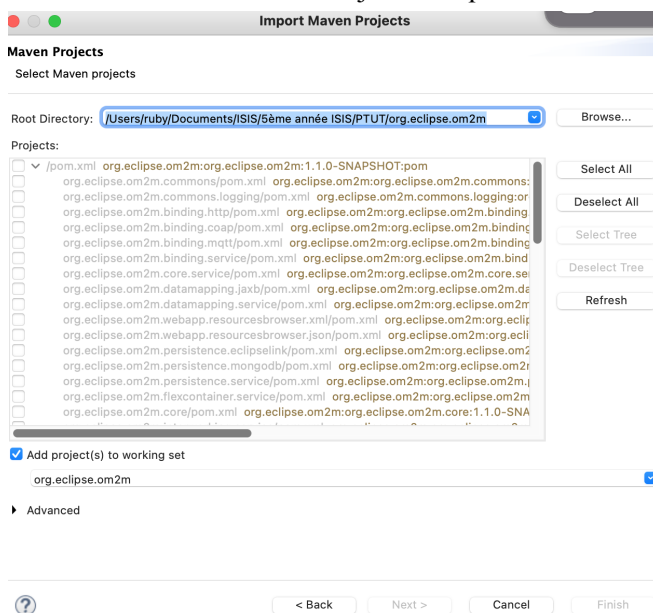 Import Maven Projects
Maven Projects
Select Maven projects
Root Directory: /Users/ruby/Documents/ISIS/5ème année ISIS/PTUT/org.eclipse.om2m Browse...
Projects:
/pom.xml org.eclipse.om2m:org.eclipse.om2m:1.1.0-SNAPSHOT:pom Select All
org.eclipse.om2m.commons/pom.xml org.eclipse.om2m:org.eclipse.om2m.commons:
org.eclipse.om2m.commons.logging/pom.xml org.eclipse.om2m.commons.logging:or
Deselect All
org.eclipse.om2m.binding.http/pom.xml org.eclipse.om2m:org.eclipse.om2m.binding
org.eclipse.om2m.binding.coap/pom.xml org.eclipse.om2m:org.eclipse.om2m.binding
Select Tree
org.eclipse.om2m.binding.mqtt/pom.xml org.eclipse.om2m:org.eclipse.om2m.binding
org.eclipse.om2m.binding.service/pom.xml org.eclipse.om2m:org.eclipse.om2m.bind
Deselect Tree
org.eclipse.om2m.core.service/pom.xml org.eclipse.om2m:org.eclipse.om2m.core.ser
org.eclipse.om2m.datamapping.jaxb/pom.xml org.eclipse.om2m:org.eclipse.om2m.da
Refresh
org.eclipse.om2m.datamapping.service/pom.xml org.eclipse.om2m:org.eclipse.om2m
org.eclipse.om2m.webapp.resourcesbrowser.xml/pom.xml org.eclipse.om2m:org.eclip
org.eclipse.om2m.webapp.resourcesbrowser.json/pom.xml org.eclipse.om2m:org.ecli
org.eclipse.om2m.persistence.eclipselink/pom.xml org.eclipse.om2m:org.eclipse.om2
org.eclipse.om2m.persistence.mongodb/pom.xml org.eclipse.om2m:org.eclipse.om2r
org.eclipse.om2m.persistence.service/pom.xml org.eclipse.om2m:org.eclipse.om2m.p
org.eclipse.om2m.flexcontainer.service/pom.xml org.eclipse.om2m:org.eclipse.om2m
org.eclipse.om2m.core/pom.xml org.eclipse.om2m:org.eclipse.om2m.core:1.1.0-SNA
Add project(s) to working set
org.eclipse.om2m
Advanced
? < Back Next > Cancel Finish